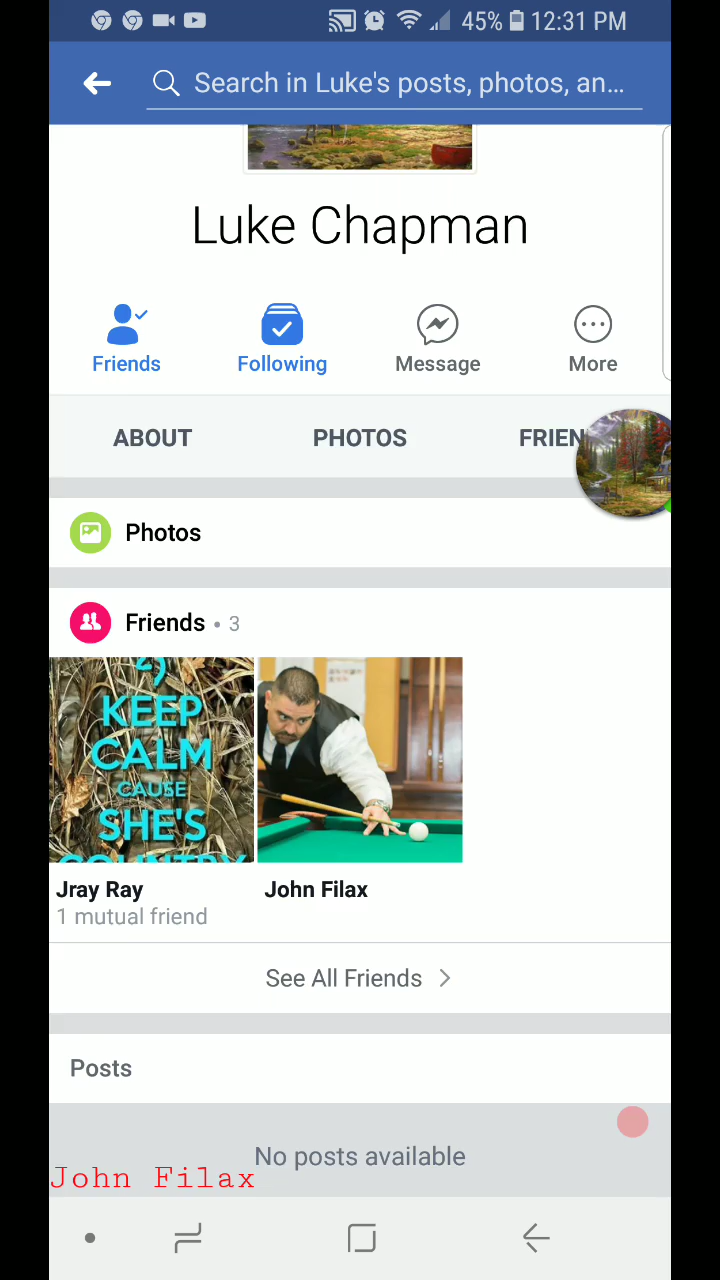 45% 12:31 PM
Search in Luke's posts, photos, an...
Luke Chapman
Friends Following Message More
ABOUT PHOTOS FRIEN
Photos
Friends • 3
KEEP
CALM
CAUSE
SHE'S
COUNTRY
Jray Ray John Filax
1 mutual friend
See All Friends
Posts
No posts available
John Filax